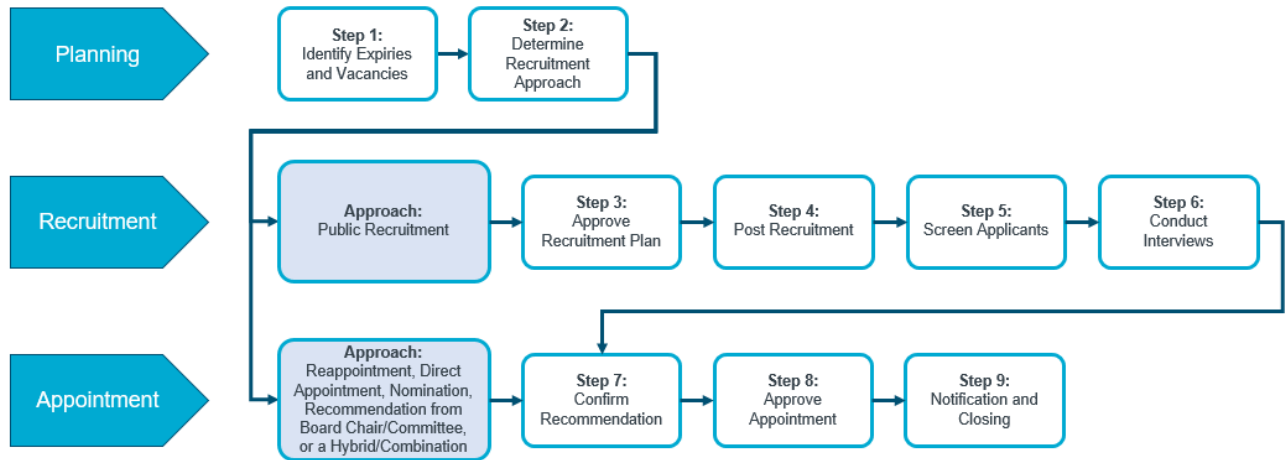 Planning
Step 1:
Identify Expiries
and Vacancies
Step 2:
Determine
Recruitment
Approach
Recruitment
Approach:
Public Recruitment
Step 3:
Approve
Recruitment Plan
Step 4:
Post Recruitment
Step 5:
Screen Applicants
Step 6:
Conduct
Interviews
Appointment
Approach:
Reappointment, Direct
Appointment, Nomination,
Recommendation from
Board Chair/Committee,
or a Hybrid/Combination
Step 7:
Confirm
Recommendation
Step 8:
Approve
Appointment
Step 9:
Notification and
Closing